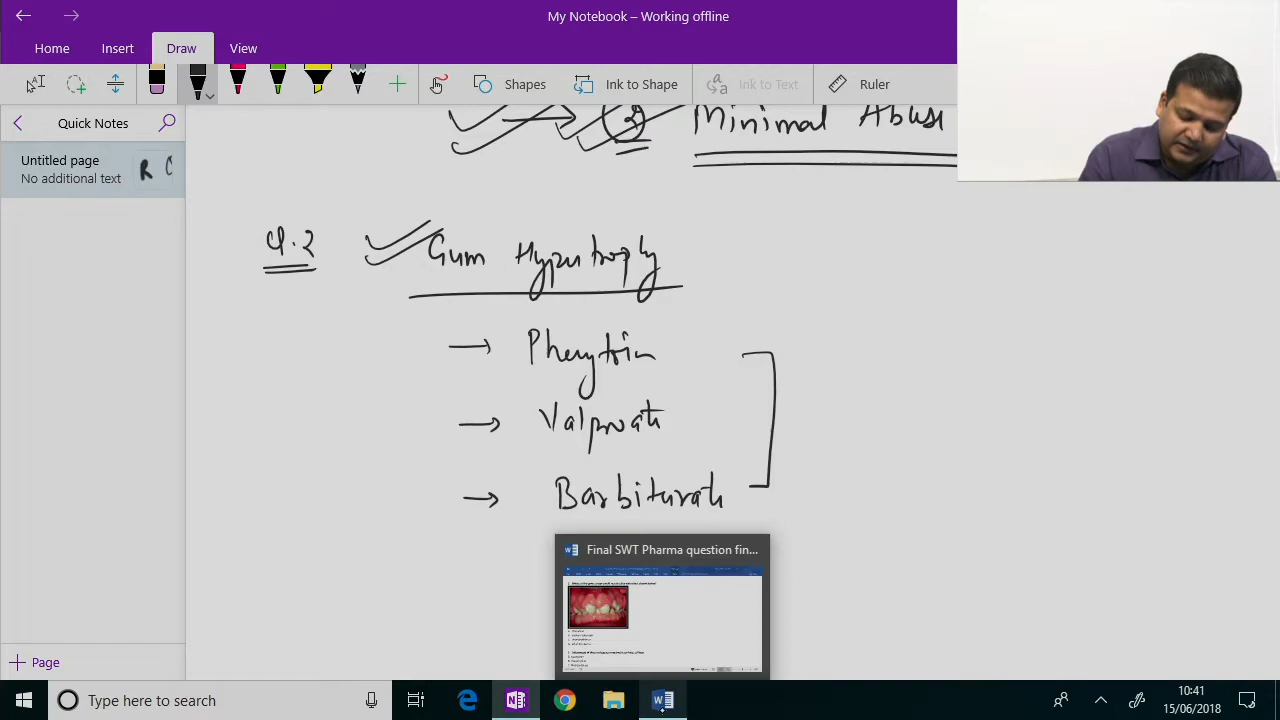 My Notebook – Working offline
Home Insert Draw View
Shapes Ink to Shape Ink to Text Ruler
Quick Notes
Untitled page
No additional text
R
2 Minimal Abuse
Q.2 Gum Hypertrophy
→ Phenytoin
→ Valproate
→ Barbiturate
Final SWT Pharma question fin...
+ Page
Type here to search
10:41
15/06/2018